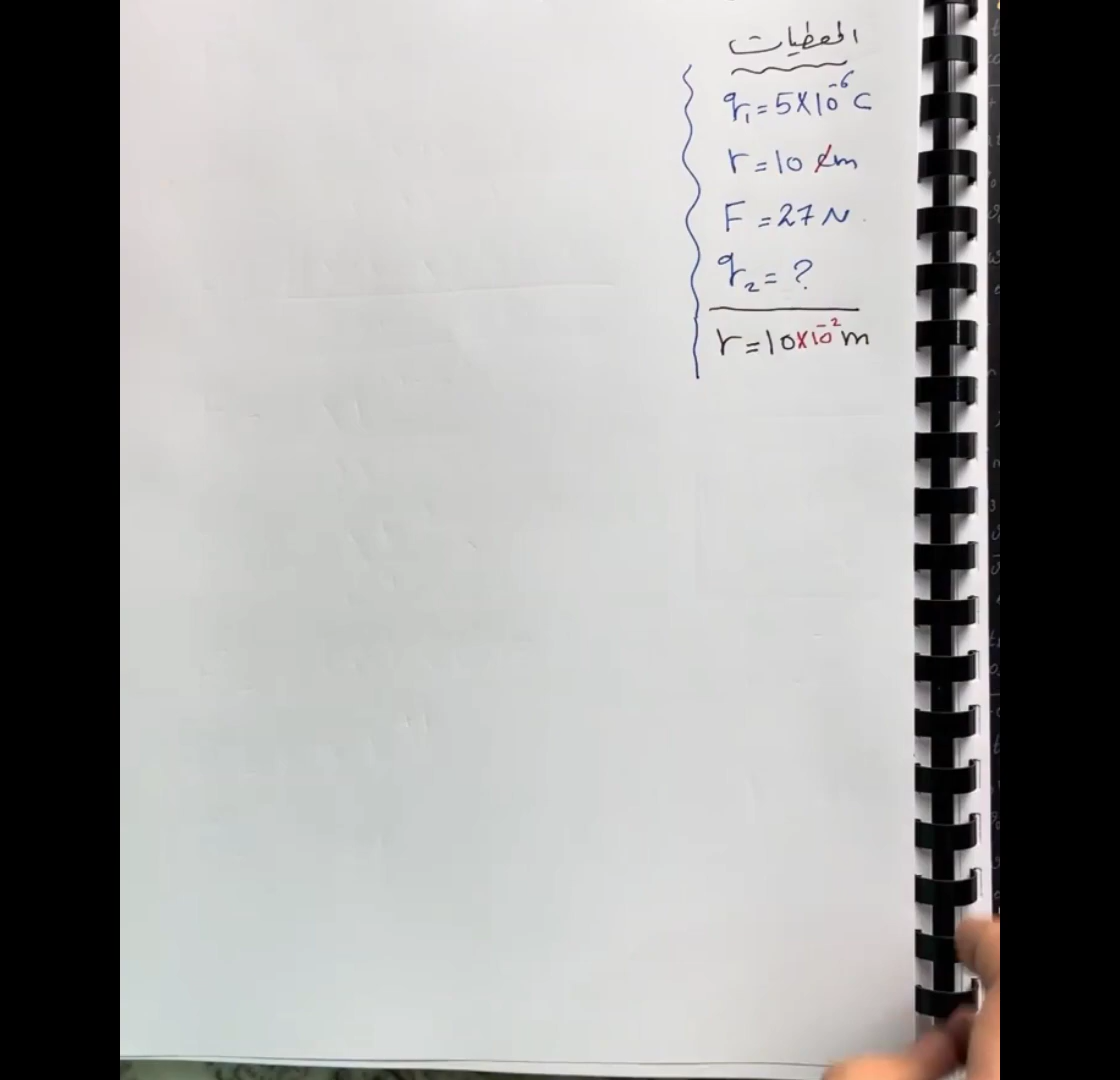 المعطيات
q₁ = 5×10⁻⁶ C
r = 10 cm
F = 27 N
q₂ = ?
r = 10×10⁻² m